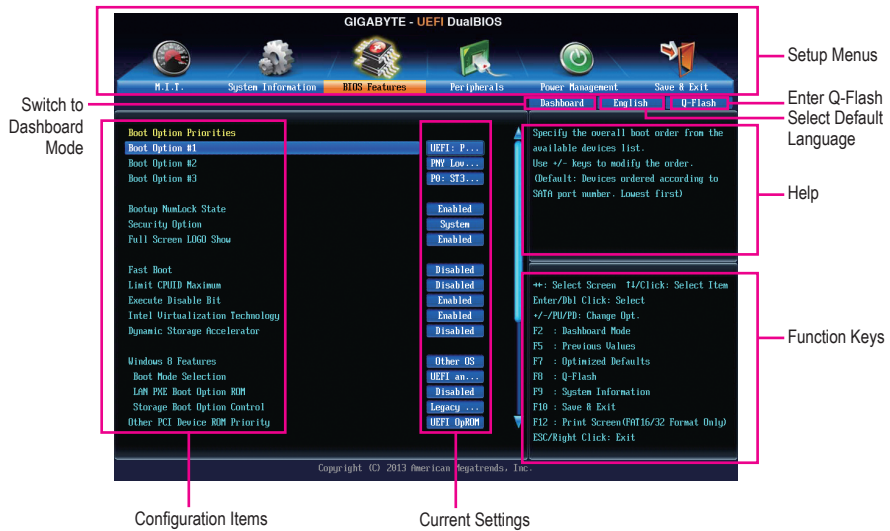 GIGABYTE - UEFI DualBIOS
M.I.T. System Information BIOS Features Peripherals Power Management Save & Exit
Setup Menus
Dashboard English Q-Flash
Switch to
Dashboard
Mode
Enter Q-Flash
Select Default
Language
Boot Option Priorities
Boot Option #1 UEFI: P...
Boot Option #2 PNY Low...
Boot Option #3 P0: ST3...
Bootup NumLock State Enabled
Security Option System
Full Screen LOGO Show Enabled
Fast Boot Disabled
Limit CPUID Maximum Disabled
Execute Disable Bit Enabled
Intel Virtualization Technology Enabled
Dynamic Storage Accelerator Disabled
Windows 8 Features Other OS
Boot Mode Selection UEFI an...
LAN PXE Boot Option ROM Disabled
Storage Boot Option Control Legacy ...
Other PCI Device ROM Priority UEFI OpROM
Specify the overall boot order from the
available devices list.
Use +/- keys to modify the order.
(Default: Devices ordered according to
SATA port number. Lowest first)
Help
→←: Select Screen ↑↓/Click: Select Item
Enter/Dbl Click: Select
+/-/PU/PD: Change Opt.
F2 : Dashboard Mode
F5 : Previous Values
F7 : Optimized Defaults
F8 : Q-Flash
F9 : System Information
F10 : Save & Exit
F12 : Print Screen(FAT16/32 Format Only)
ESC/Right Click: Exit
Function Keys
Copyright (C) 2013 American Megatrends, Inc.
Configuration Items
Current Settings